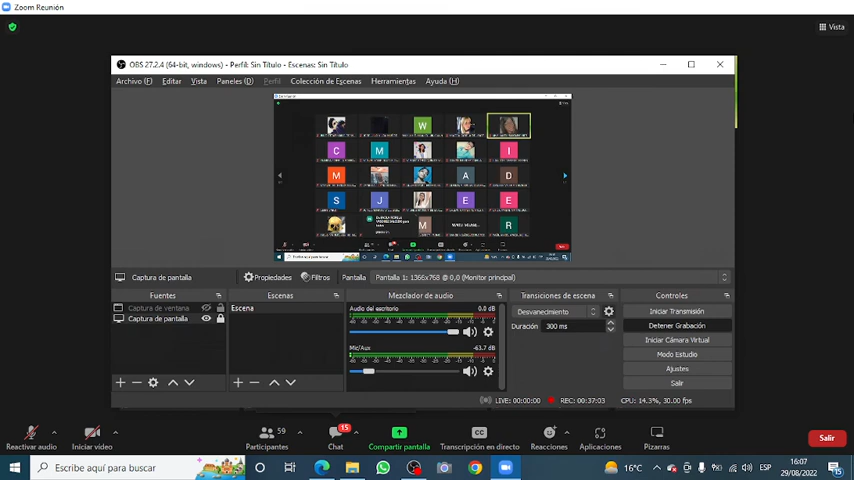 Zoom Reunión
Vista
OBS 27.2.4 (64-bit, windows) - Perfil: Sin Título - Escenas: Sin Título
Archivo (F) Editar Vista Paneles (D) Perfil Colección de Escenas Herramientas Ayuda (H)
W
C M I
M A D
S J E E
M R
Captura de pantalla Propiedades Filtros Pantalla Pantalla 1: 1366x768 @ 0,0 (Monitor principal)
Fuentes Escenas Mezclador de audio Transiciones de escena Controles
Captura de ventana
Captura de pantalla
Escena
Audio del escritorio 0.0 dB
Mic/Aux -63.7 dB
Desvanecimiento
Duración 300 ms
Iniciar Transmisión
Detener Grabación
Iniciar Cámara Virtual
Modo Estudio
Ajustes
Salir
LIVE: 00:00:00 REC: 00:37:03 CPU: 14.3%, 30.00 fps
Reactivar audio Iniciar video 59 Participantes 15 Chat Compartir pantalla CC Transcripción en directo Reacciones Aplicaciones Pizarras Salir
Escribe aquí para buscar 16°C ESP 16:07 29/08/2022 15